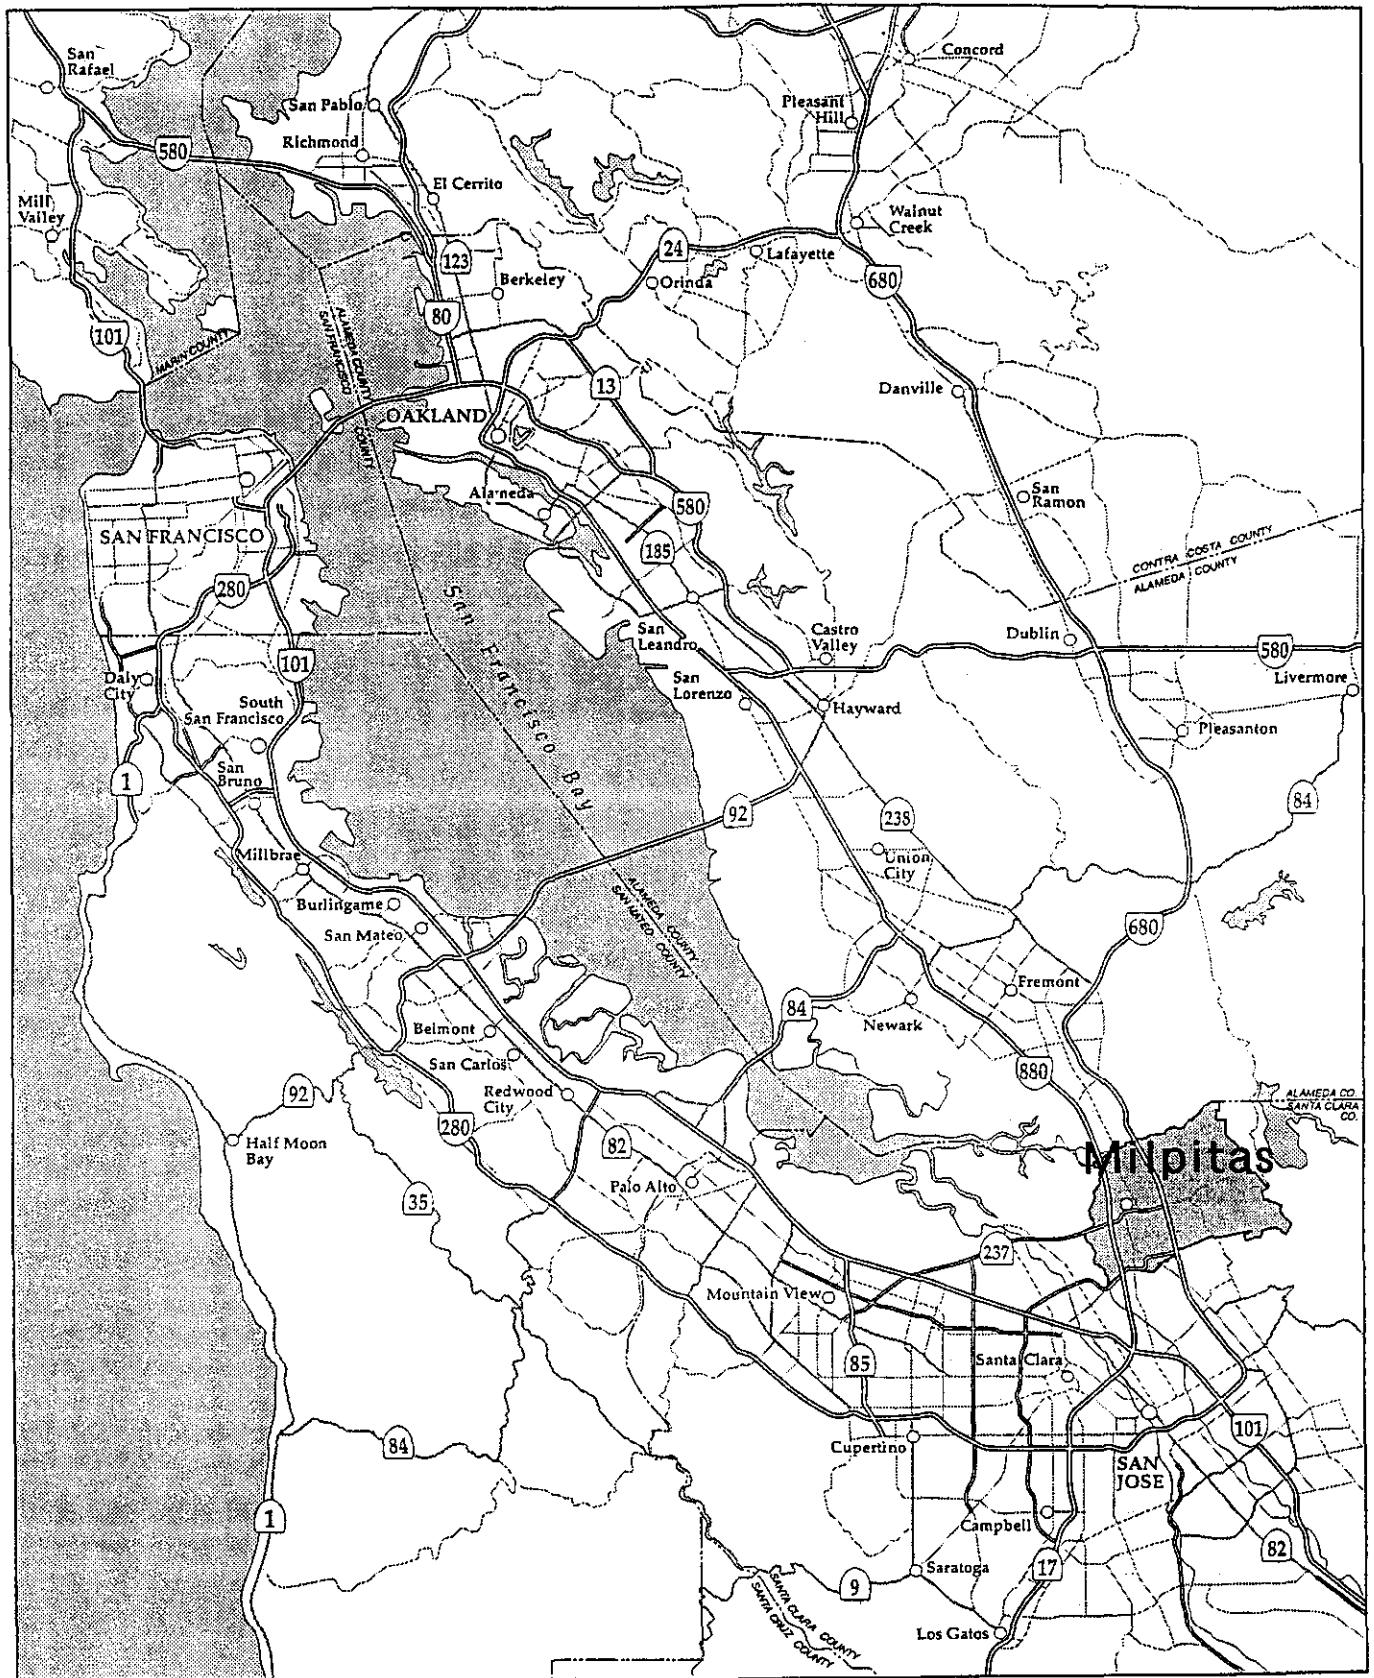 San
Rafael
San Pablo
Richmond
580
El Cerrito
Mill
Valley
101
MARIN COUNTY
123
80
Berkeley
ALAMEDA COUNTY
SAN FRANCISCO COUNTY
Concord
Pleasant
Hill
Walnut
Creek
24
Lafayette
Orinda
680
13
Danville
OAKLAND
Alameda
580
185
San
Ramon
CONTRA COSTA COUNTY
ALAMEDA COUNTY
SAN FRANCISCO
280
San Francisco Bay
San
Leandro
Castro
Valley
Dublin
580
Livermore
101
Daly
City
South
San Francisco
San
Lorenzo
Hayward
Pleasanton
1
San
Bruno
92
238
84
Millbrae
Union
City
Burlingame
San Mateo
ALAMEDA COUNTY
SAN MATEO COUNTY
680
Fremont
84
Newark
Belmont
San Carlos
Redwood
City
880
92
280
82
ALAMEDA CO.
SANTA CLARA
CO.
Half Moon
Bay
Milpitas
35
Palo Alto
237
Mountain View
85
Santa Clara
84
Cupertino
101
SAN
JOSE
1
Campbell
82
17
9
Saratoga
SANTA CLARA COUNTY
SANTA CRUZ COUNTY
Los Gatos